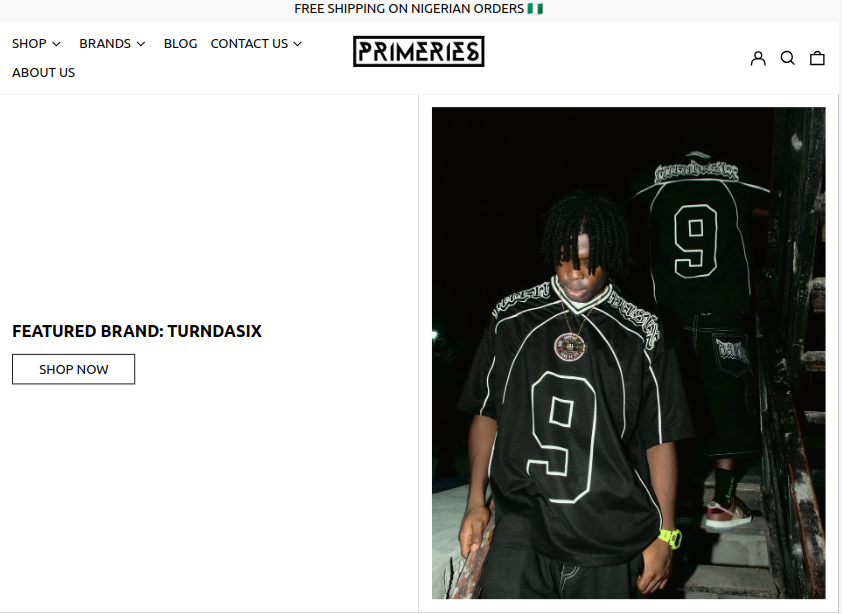 FREE SHIPPING ON NIGERIAN ORDERS 🇳🇬
SHOP
BRANDS
BLOG
CONTACT US
ABOUT US
PRIMERIES
FEATURED BRAND: TURNDASIX
SHOP NOW
turndasix
9
9